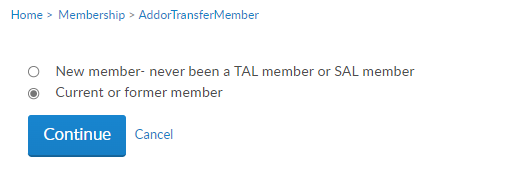 Home > Membership > AddorTransferMember
New member- never been a TAL member or SAL member
Current or former member
Continue Cancel